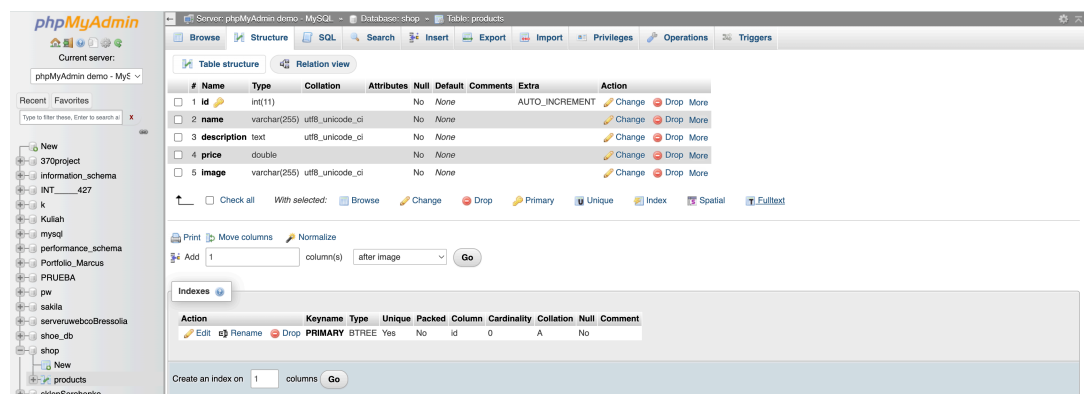 phpMyAdmin
Current server:
phpMyAdmin demo - MyS
Recent Favorites
Type to filter these, Enter to search al X
New
370project
information_schema
INT_____427
k
Kuliah
mysql
performance_schema
Portfolio_Marcus
PRUEBA
pw
sakila
serveruwebcoBressolia
shoe_db
shop
New
products
Server: phpMyAdmin demo - MySQL » Database: shop » Table: products
Browse Structure SQL Search Insert Export Import Privileges Operations Triggers
Table structure Relation view
# Name Type Collation Attributes Null Default Comments Extra Action
1 id int(11) No None AUTO_INCREMENT Change Drop More
2 name varchar(255) utf8_unicode_ci No None Change Drop More
3 description text utf8_unicode_ci No None Change Drop More
4 price double No None Change Drop More
5 image varchar(255) utf8_unicode_ci No None Change Drop More
Check all With selected: Browse Change Drop Primary Unique Index Spatial Fulltext
Print Move columns Normalize
Add 1 column(s) after image Go
Indexes
Action Keyname Type Unique Packed Column Cardinality Collation Null Comment
Edit Rename Drop PRIMARY BTREE Yes No id 0 A No
Create an index on 1 columns Go